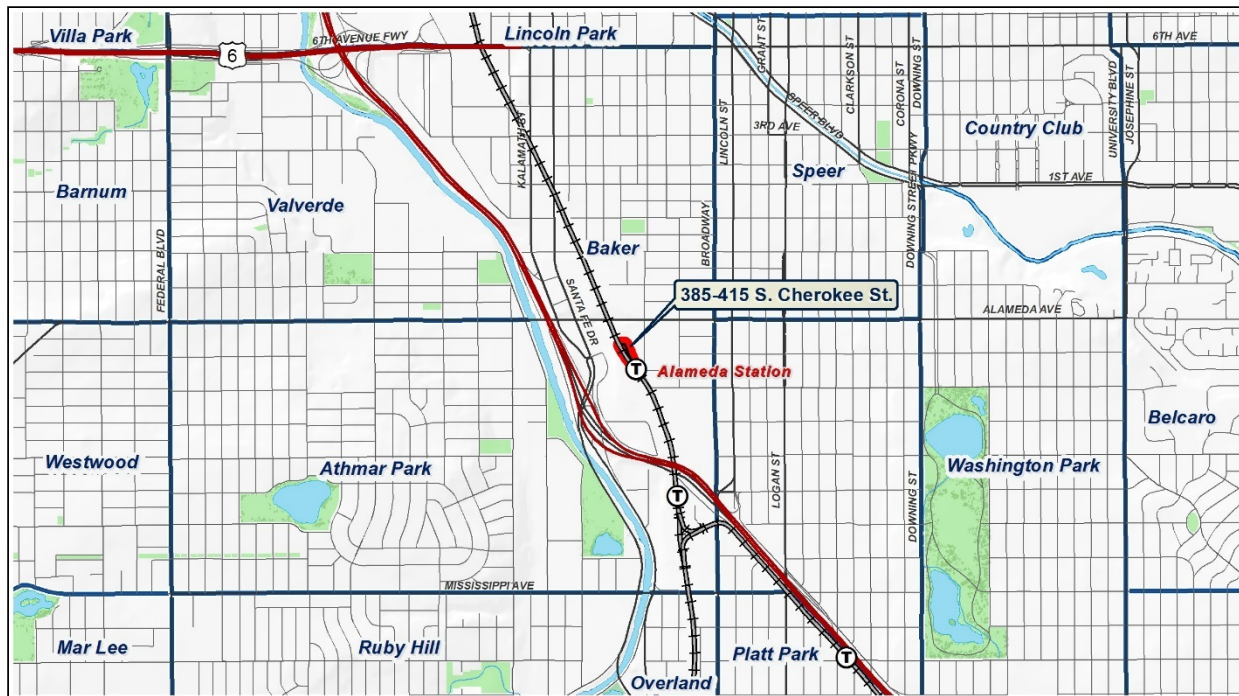 Villa Park
6TH AVENUE FWY
Lincoln Park
6TH AVE
6
GRANT ST
CLARKSON ST
CORONA ST
DOWNING ST
UNIVERSITY BLVD
JOSEPHINE ST
SPEER BLVD
3RD AVE
LINCOLN ST
Country Club
KALAMATH ST
Speer
1ST AVE
Barnum
Valverde
DOWNING STREET PKWY
Baker
BROADWAY
FEDERAL BLVD
SANTA FE DR
385-415 S. Cherokee St.
ALAMEDA AVE
T
Alameda Station
Belcaro
Westwood
Athmar Park
LOGAN ST
Washington Park
T
DOWNING ST
MISSISSIPPI AVE
Mar Lee
Ruby Hill
Platt Park
T
Overland